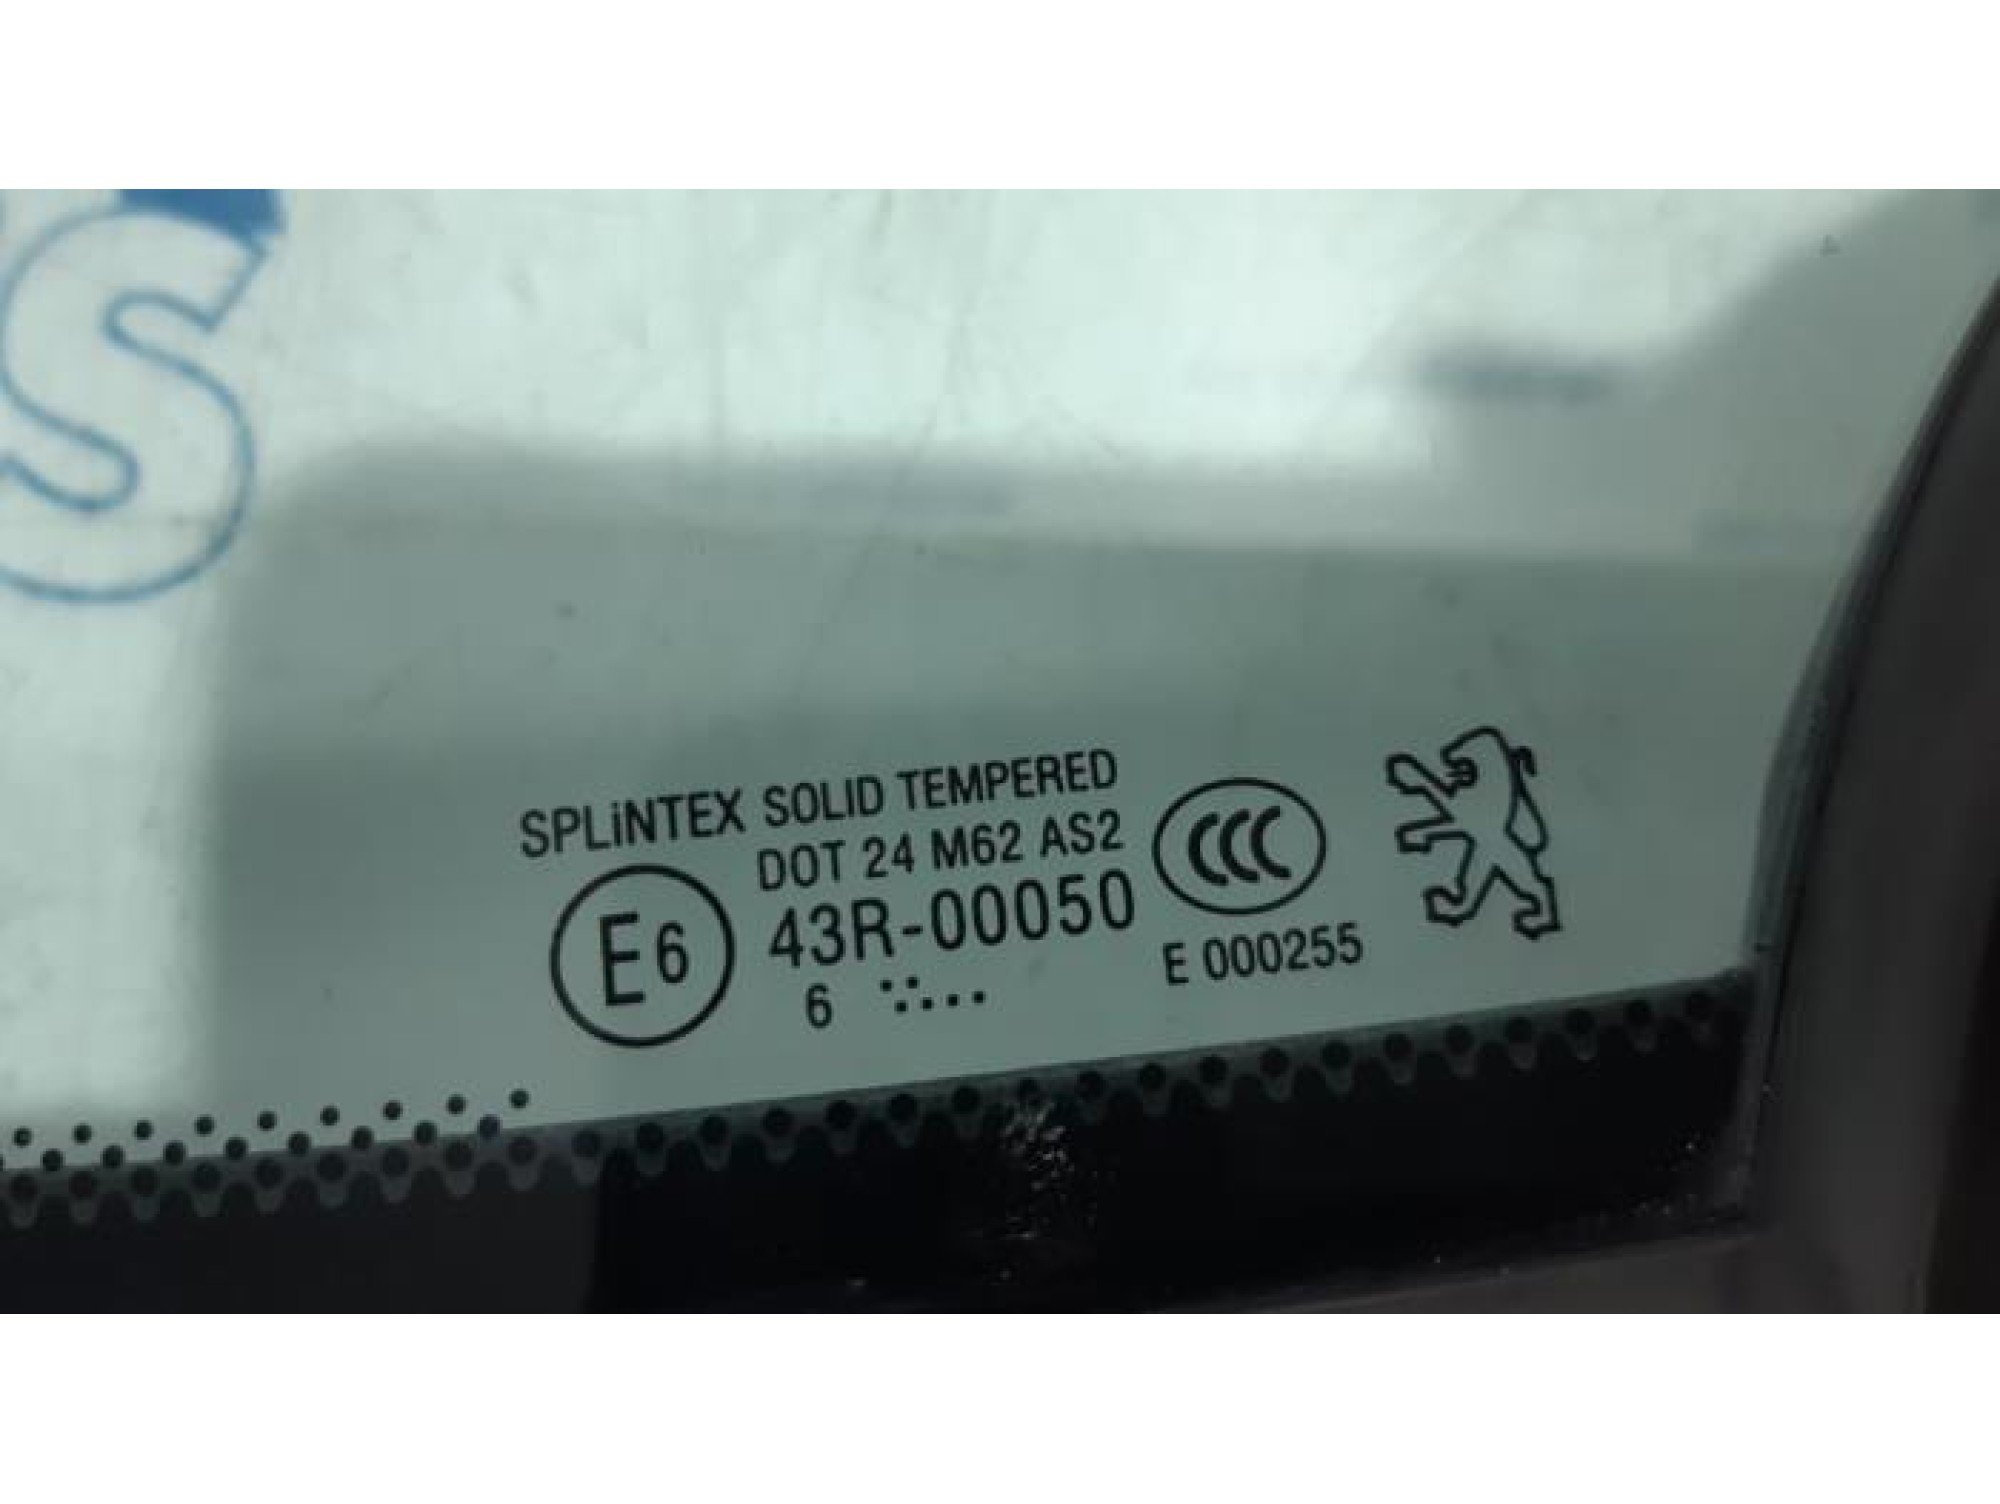 S
SPLiNTEX SOLID TEMPERED
DOT 24 M62 AS2
E6
43R-00050
6
CCC
E 000255